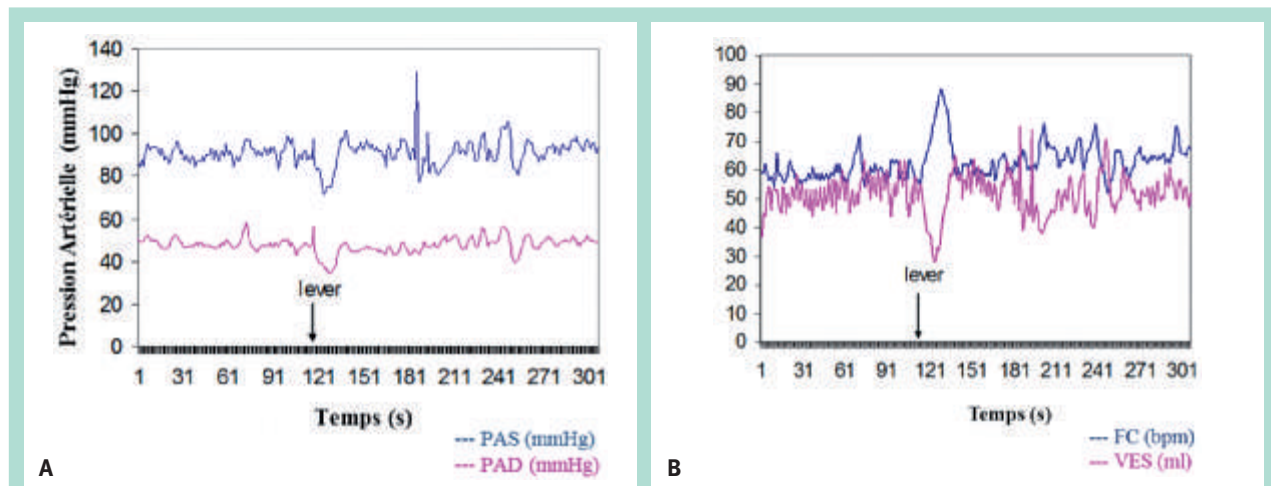 140
120
100
80
60
40
20
0
Pression Artérielle (mmHg)
lever
1 31 61 91 121 151 181 211 241 271 301
Temps (s)
--- PAS (mmHg)
--- PAD (mmHg)
A
100
90
80
70
60
50
40
30
20
10
0
lever
1 31 61 91 121 151 181 211 241 271 301
Temps (s)
--- FC (bpm)
--- VES (ml)
B